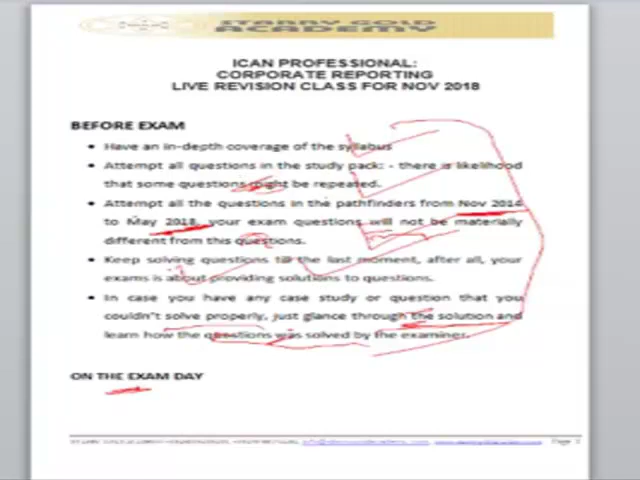 STARRY GOLD
ACADEMY
ICAN PROFESSIONAL:
CORPORATE REPORTING
LIVE REVISION CLASS FOR NOV 2018
BEFORE EXAM
• Have an in-depth coverage of the syllabus
• Attempt all questions in the study pack: - there is likelihood
that some questions might be repeated.
• Attempt all the questions in the pathfinders from Nov 2014
to May 2018, your exam questions will not be materially
different from this questions.
• Keep solving questions till the last moment, after all, your
exams is about providing solutions to questions.
• In case you have any case study or question that you
couldn"t solve properly, just glance through the solution and
learn how the questions was solved by the examiner.
ON THE EXAM DAY
Page